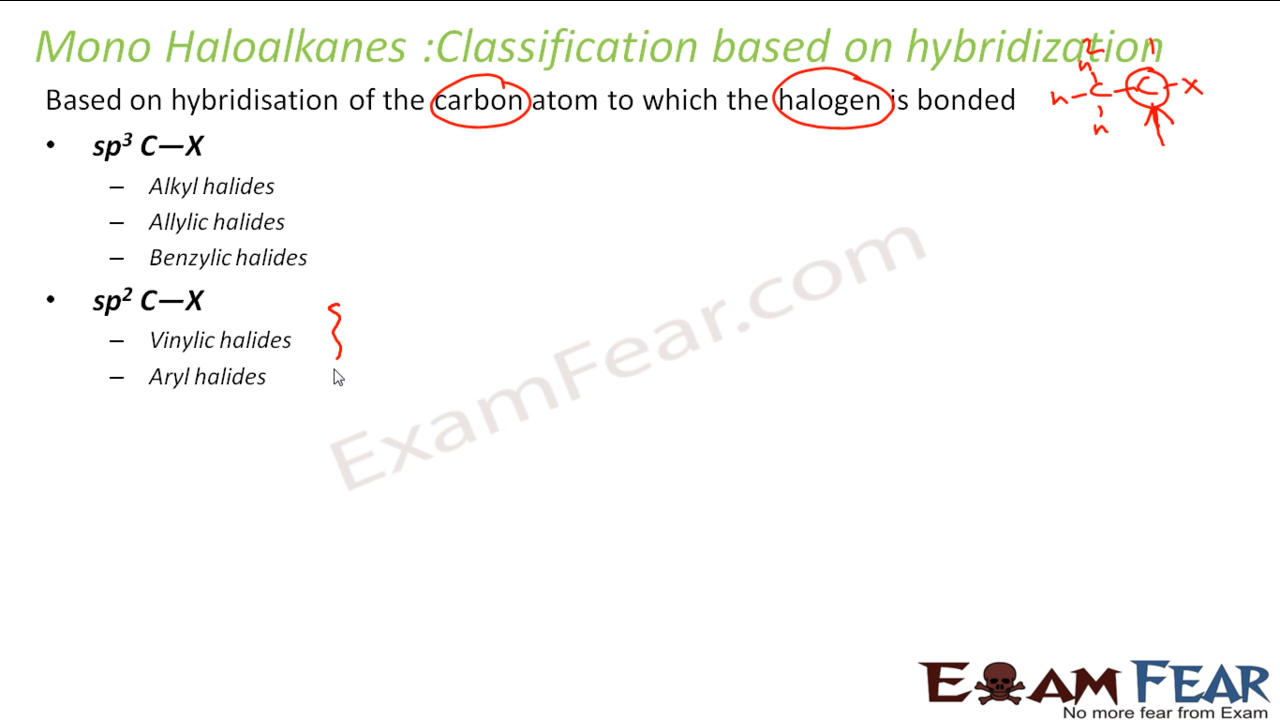 Mono Haloalkanes :Classification based on hybridization
Based on hybridisation of the carbon atom to which the halogen is bonded
2 1
H
H – C – C – X
H
• sp³ C—X
– Alkyl halides
– Allylic halides
– Benzylic halides
• sp² C—X
– Vinylic halides
– Aryl halides
ExamFear.com
EXAM FEAR
No more fear from Exam